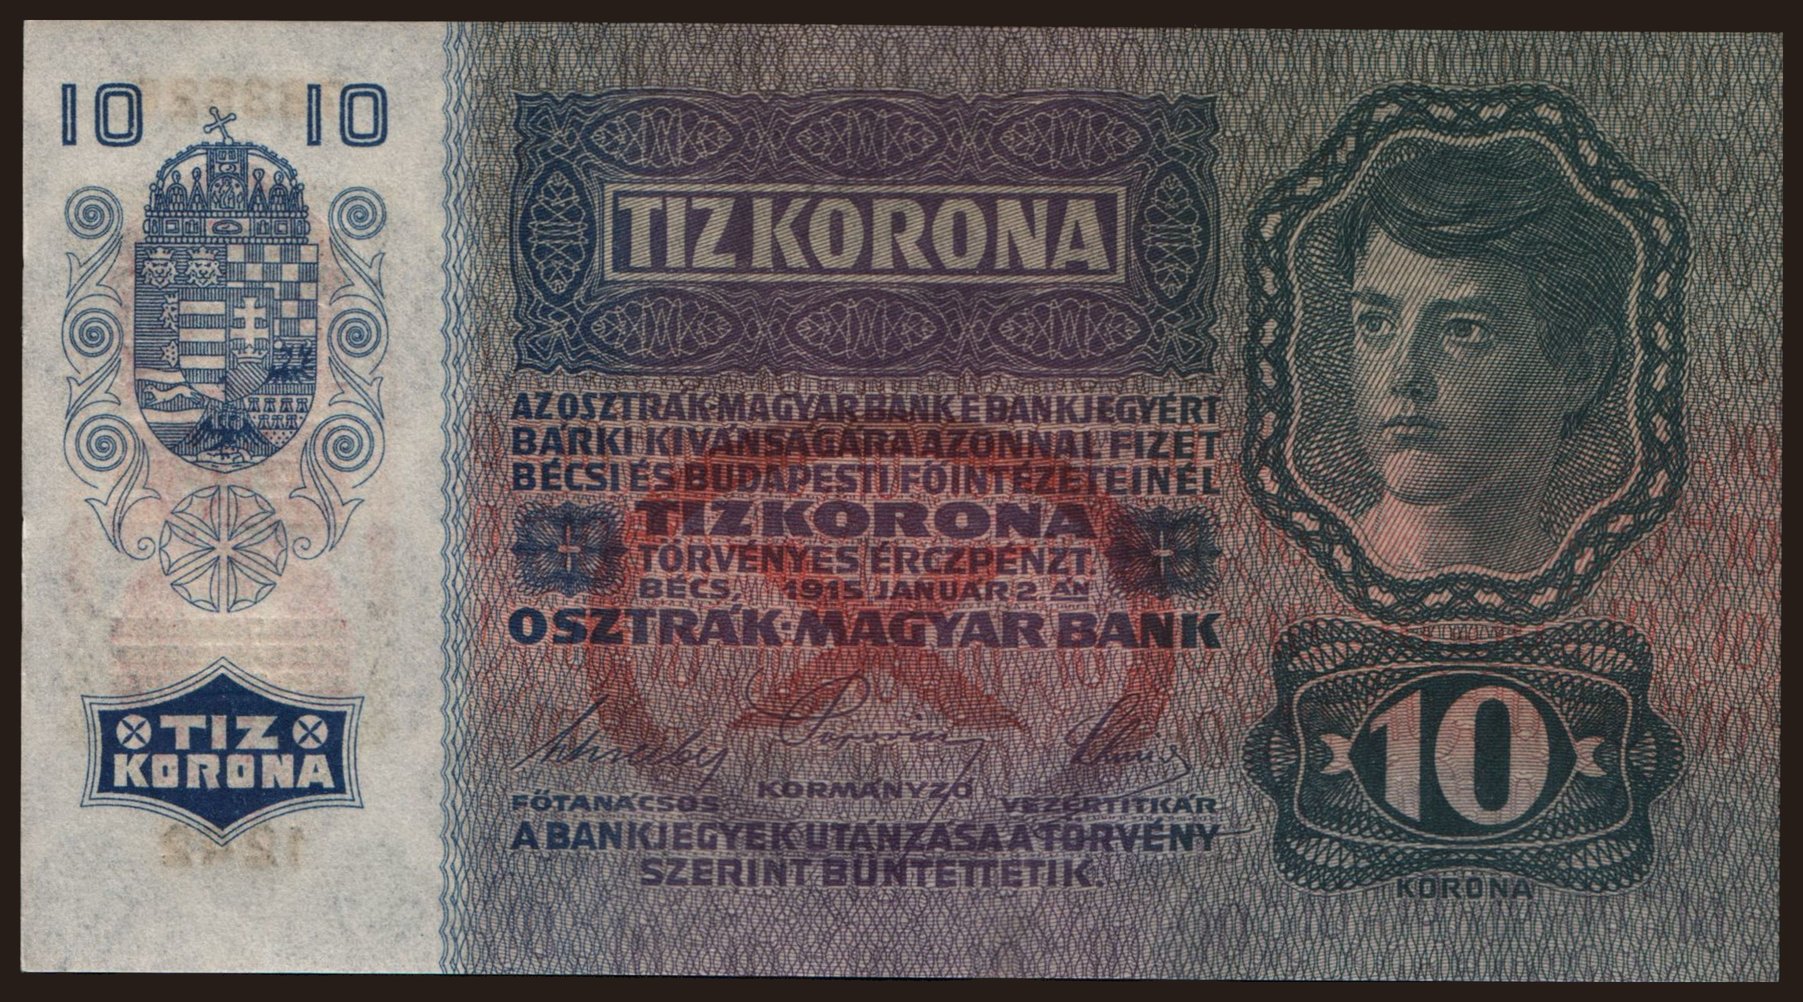 10 10
TIZ KORONA
AZ OSZTRÁK-MAGYAR BANK E BANKJEGYÉRT
BÁRKI KIVÁNSÁGÁRA AZONNAL FIZET
BÉCSI ÉS BUDAPESTI FŐINTÉZETEINÉL
TIZ KORONA
TÖRVÉNYES ÉRCZPÉNZT.
BÉCS, 1915 JANUÁR 2. ÁN
OSZTRÁK-MAGYAR BANK
FŐTANÁCSOS KORMÁNYZÓ VEZÉRTITKÁR
A BANKJEGYEK UTÁNZÁSA A TÖRVÉNY
SZERINT BÜNTETTETIK.
TIZ
KORONA
10
KORONA